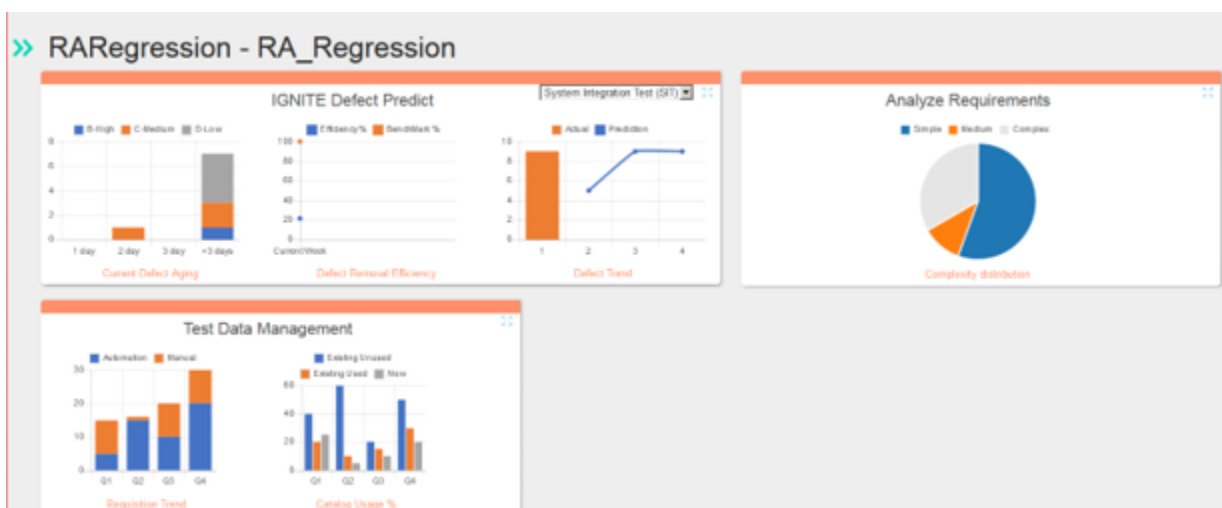 » RARegression - RA_Regression
IGNITE Defect Predict
System Integration Test (SIT)
B-High C-Medium D-Low
8
6
4
2
0
1 day 2 day 3 day >3 days
Current Defect Aging
Efficiency% BenchMark %
100
80
60
40
20
0
Current Week
Defect Removal Efficiency
Actual Prediction
10
8
6
4
2
0
1 2 3 4
Defect Trend
Analyze Requirements
Simple Medium Complex
Complexity distribution
Test Data Management
Automation Manual
30
20
10
0
Q1 Q2 Q3 Q4
Requisition Trend
Existing Unused
Existing Used New
60
40
20
0
Q1 Q2 Q3 Q4
Catalog Usage %